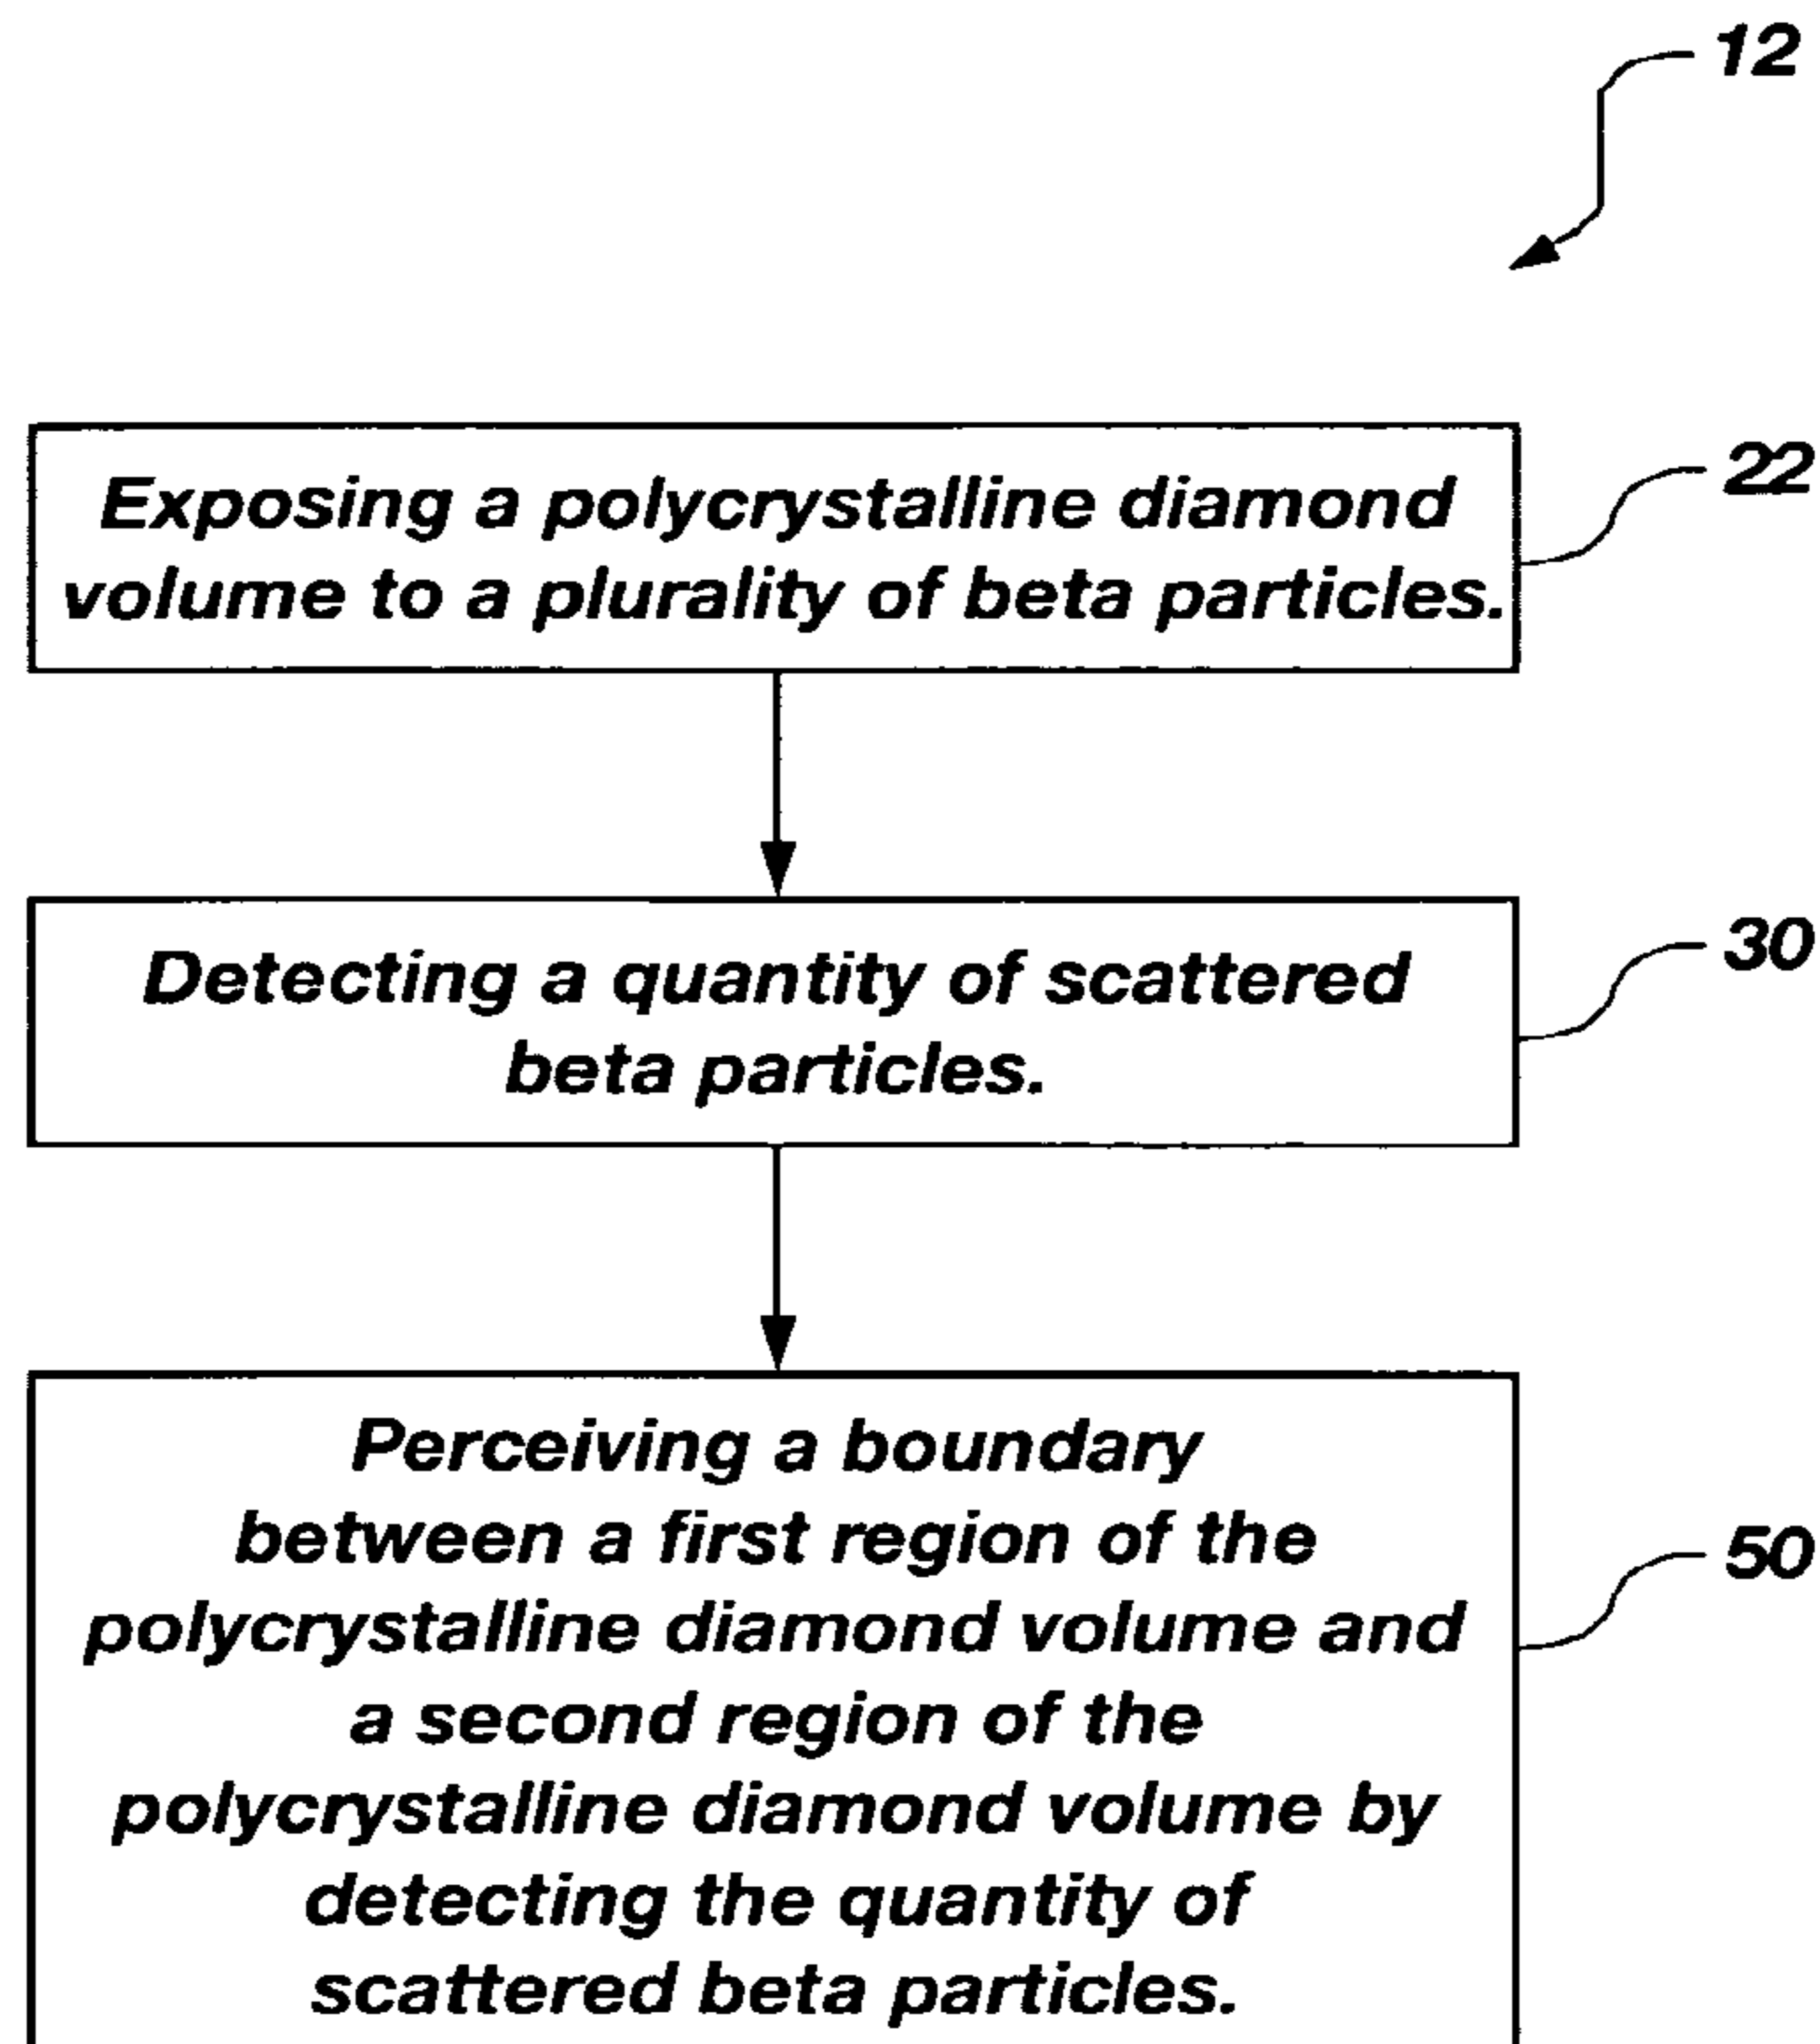 12
Exposing a polycrystalline diamond
volume to a plurality of beta particles.
22
Detecting a quantity of scattered
beta particles.
30
Perceiving a boundary
between a first region of the
polycrystalline diamond volume and
a second region of the
polycrystalline diamond volume by
detecting the quantity of
scattered beta particles.
50